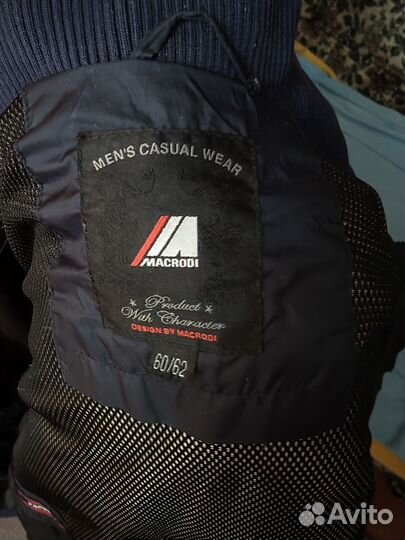 MEN'S CASUAL WEAR
MACRODI
Product
With Character
DESIGN BY MACRODI
60/62
Avito